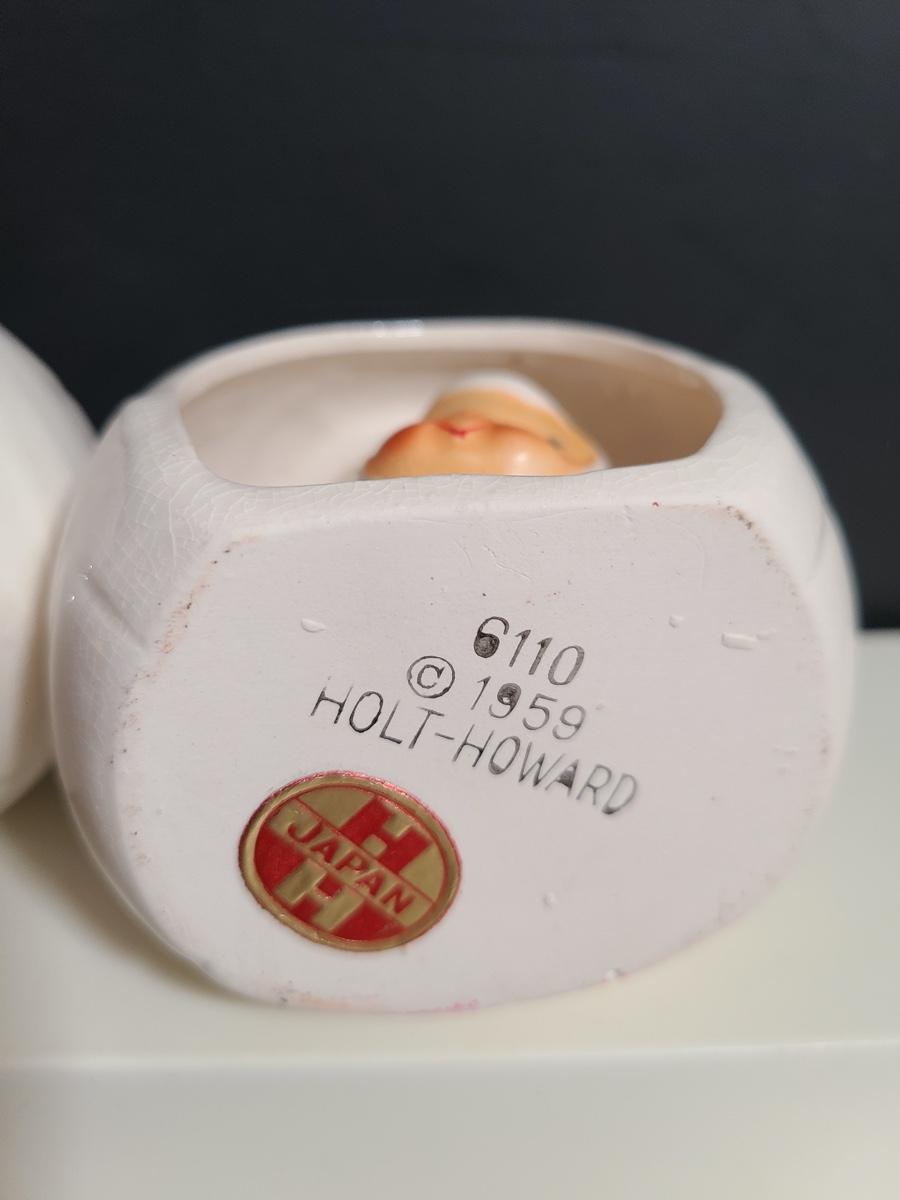 6110
© 1959
HOLT-HOWARD
H
JAPAN
H